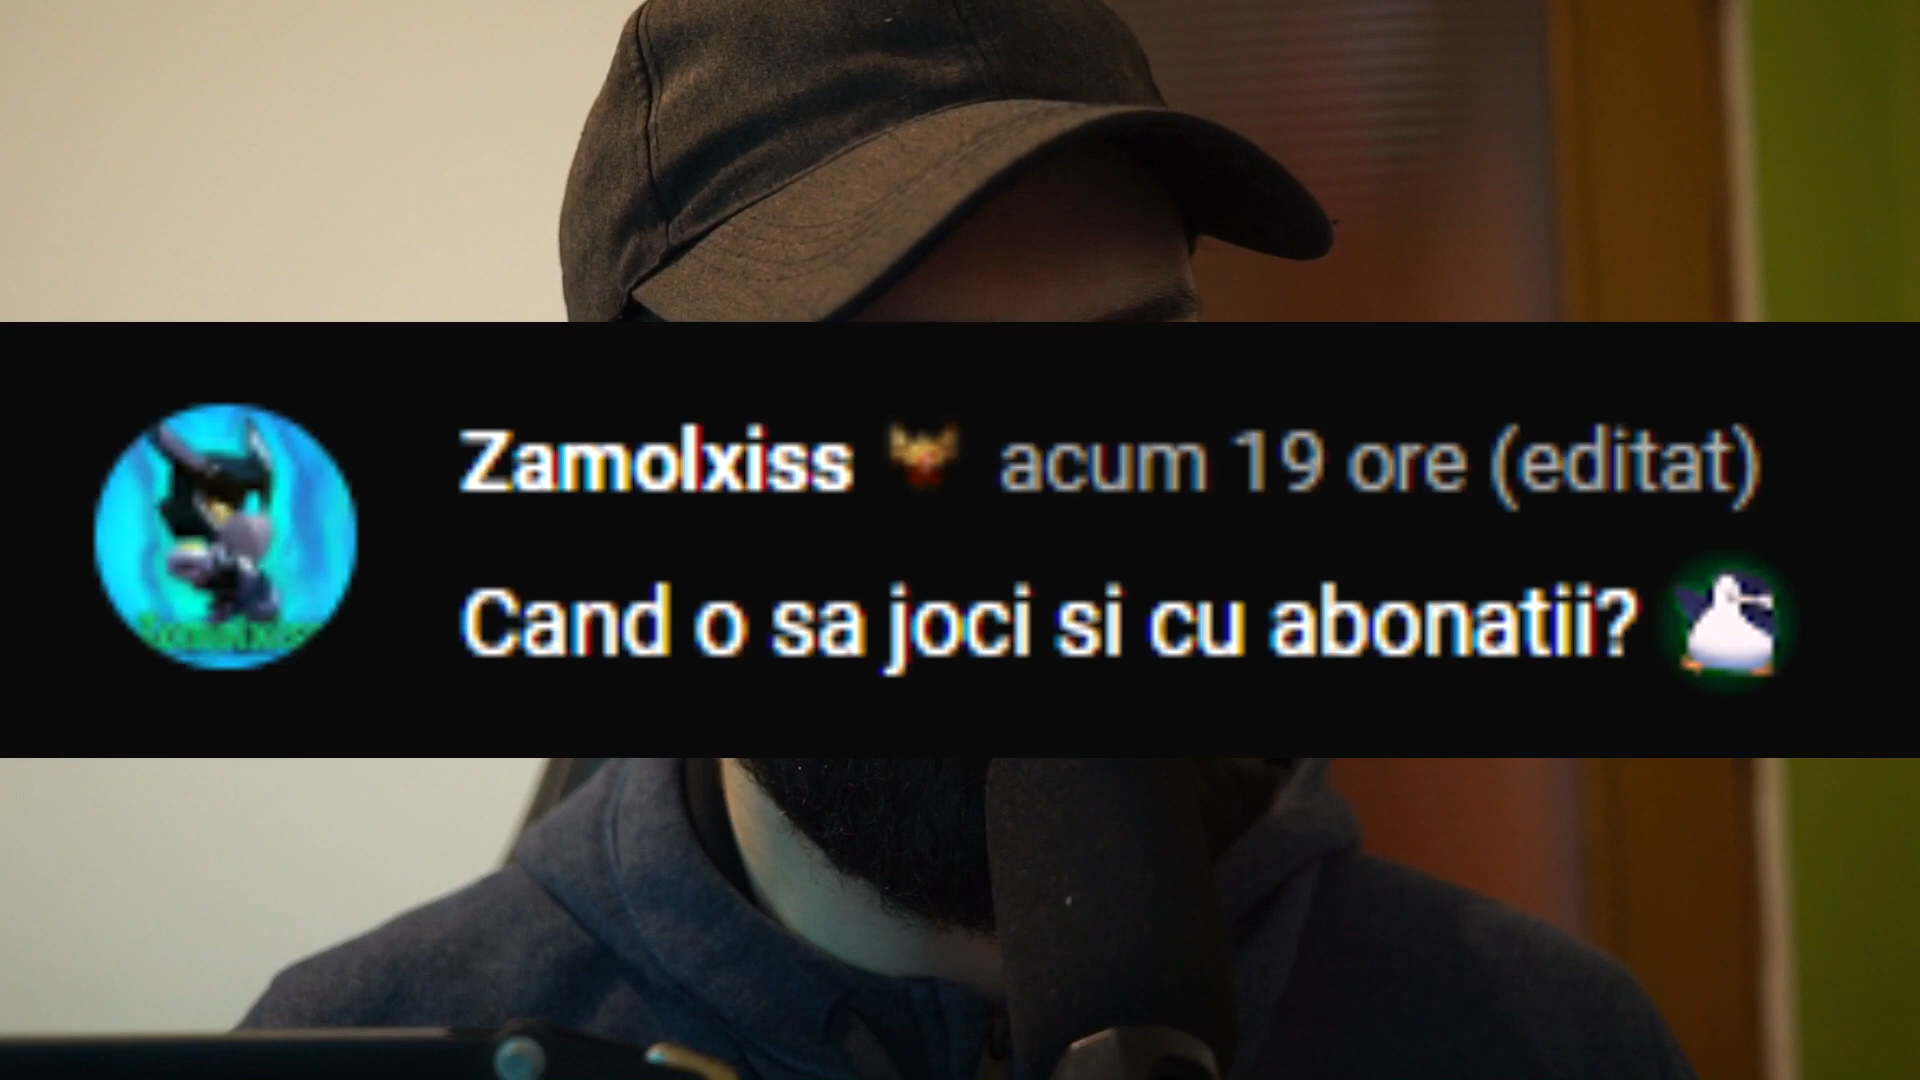 Zamolxiss acum 19 ore (editat)
Cand o sa joci si cu abonatii?